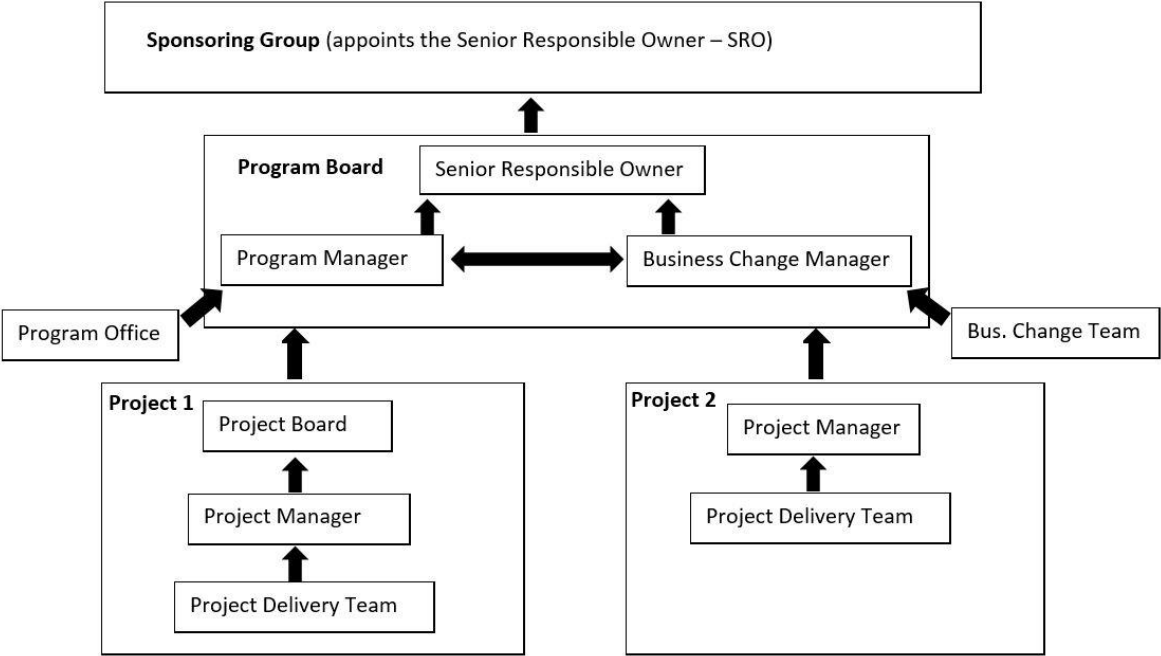 Sponsoring Group (appoints the Senior Responsible Owner – SRO)
Program Board
Senior Responsible Owner
Program Manager
Business Change Manager
Program Office
Bus. Change Team
Project 1
Project Board
Project Manager
Project Delivery Team
Project 2
Project Manager
Project Delivery Team